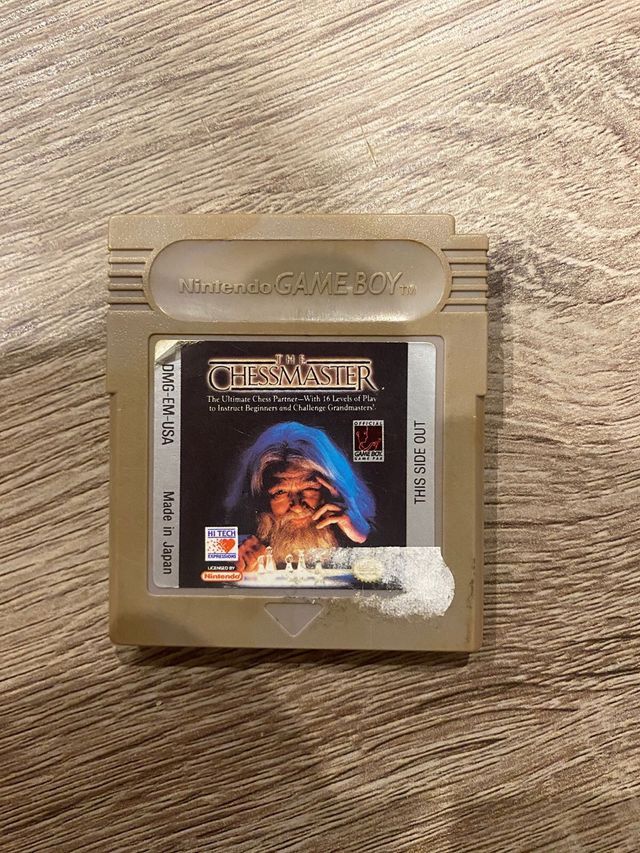 Nintendo GAME BOY TM
DMG-EM-USA Made in Japan
THE
CHESSMASTER
The Ultimate Chess Partner—With 16 Levels of Play
to Instruct Beginners and Challenge Grandmasters!
OFFICIAL
GAME BOY
GAME PAK
THIS SIDE OUT
HI TECH
EXPRESSIONS
LICENSED BY
Nintendo